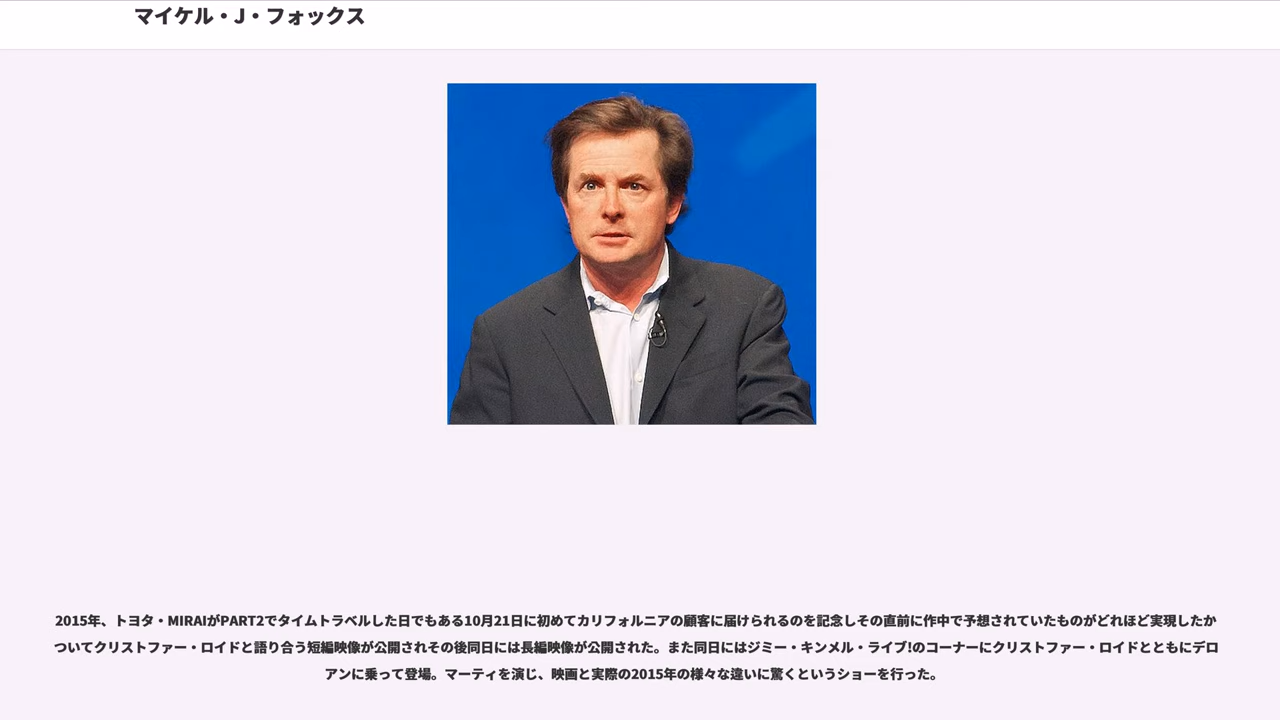 マイケル・J・フォックス
2015年、トヨタ・MIRAIがPART2でタイムトラベルした日でもある10月21日に初めてカリフォルニアの顧客に届けられるのを記念しその直前に作中で予想されていたものがどれほど実現したか
ついてクリストファー・ロイドと語り合う短編映像が公開されその後同日には長編映像が公開された。また同日にはジミー・キンメル・ライブ!のコーナーにクリストファー・ロイドとともにデロ
アンに乗って登場。マーティを演じ、映画と実際の2015年の様々な違いに驚くというショーを行った。